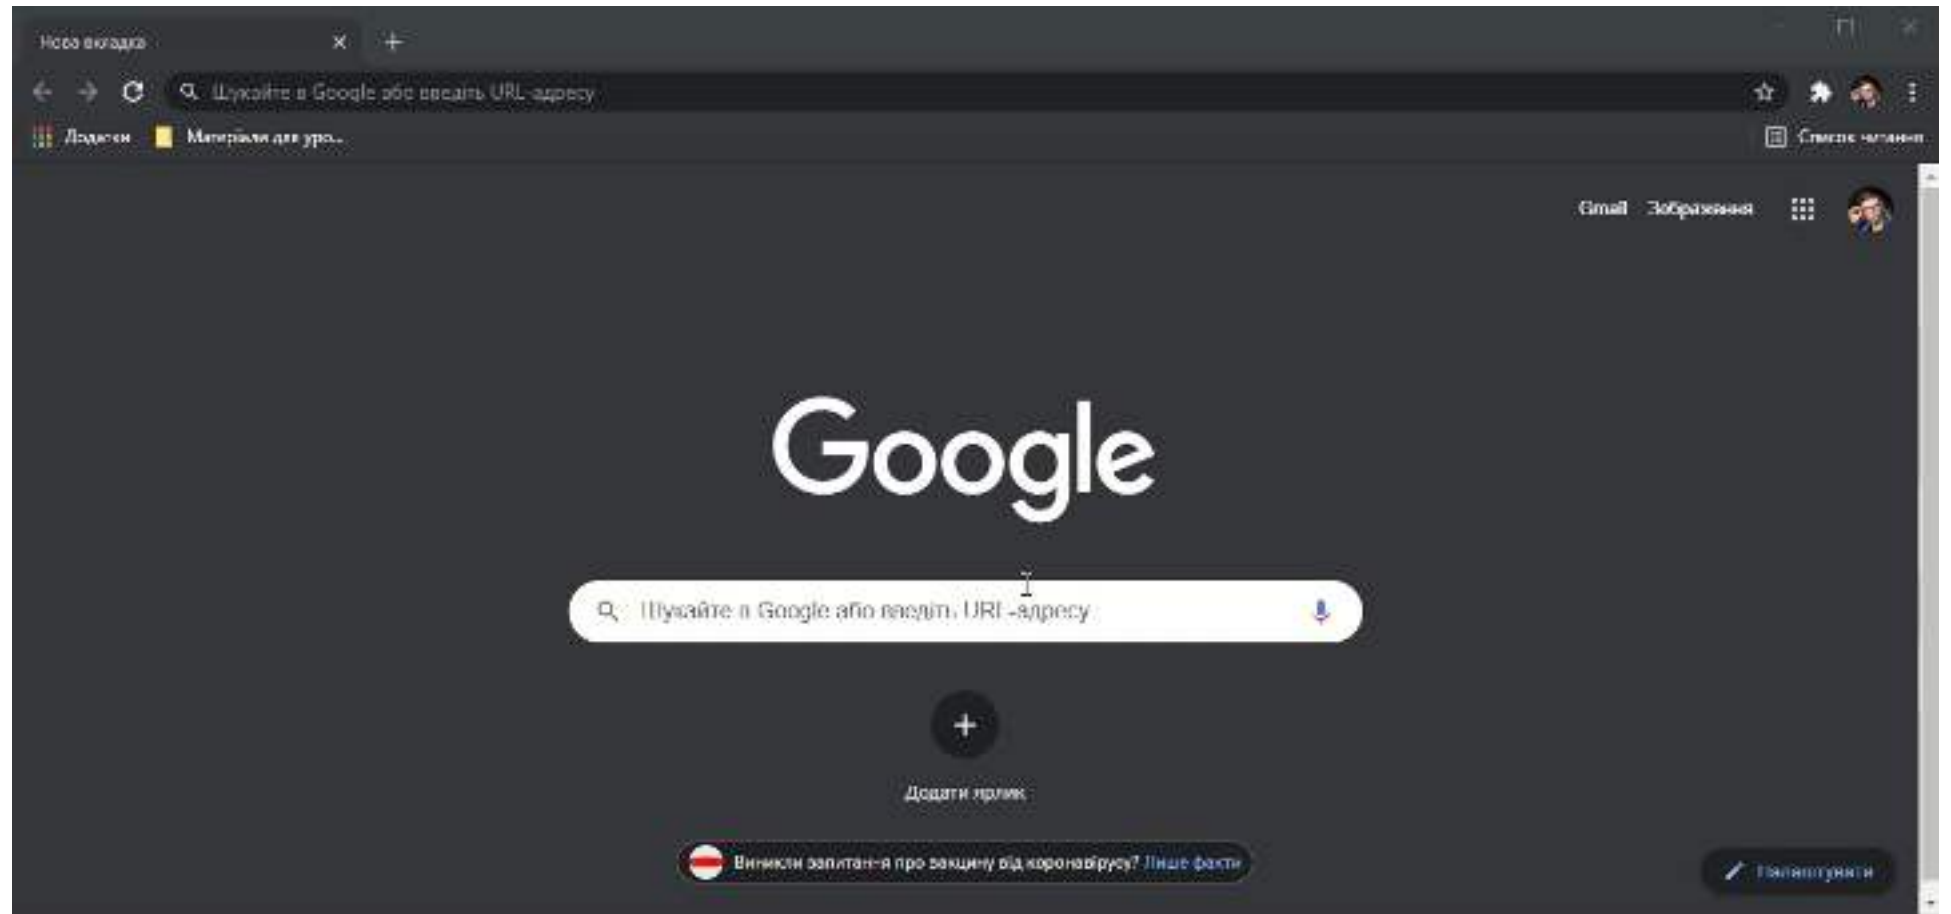 Нова вкладка
Шукайте в Google або введіть URL-адресу
Додатки Матеріали для уро... Список читання
Gmail Зображення
Google
Шукайте в Google або введіть URL-адресу
Додати ярлик
Виникли запитання про вакцину від коронавірусу? Лише факти
Налаштувати